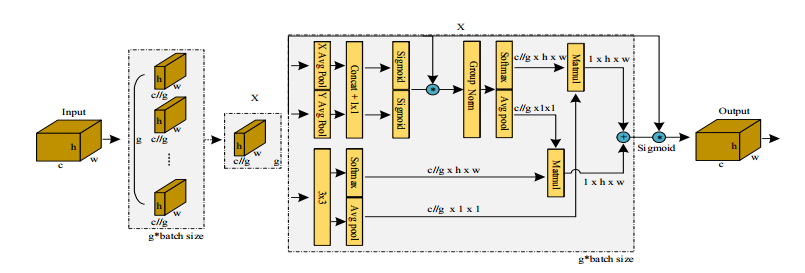 Input
h
w
c
g
h
w
c//g
h
w
c//g
h
w
c//g
g*batch size
X
h
w
c//g
g
X
X Avg Pool
Y Avg Pool
Concat + 1x1
Sigmoid
Sigmoid
*
Group Norm
Softmax
Avg pool
c//g x h x w
c//g x1x1
Matmul
1 x h x w
3x3
Softmax
Avg pool
c//g x h x w
c//g x 1 x 1
Matmul
1 x h x w
+
*
Sigmoid
g*batch size
Output
h
w
c